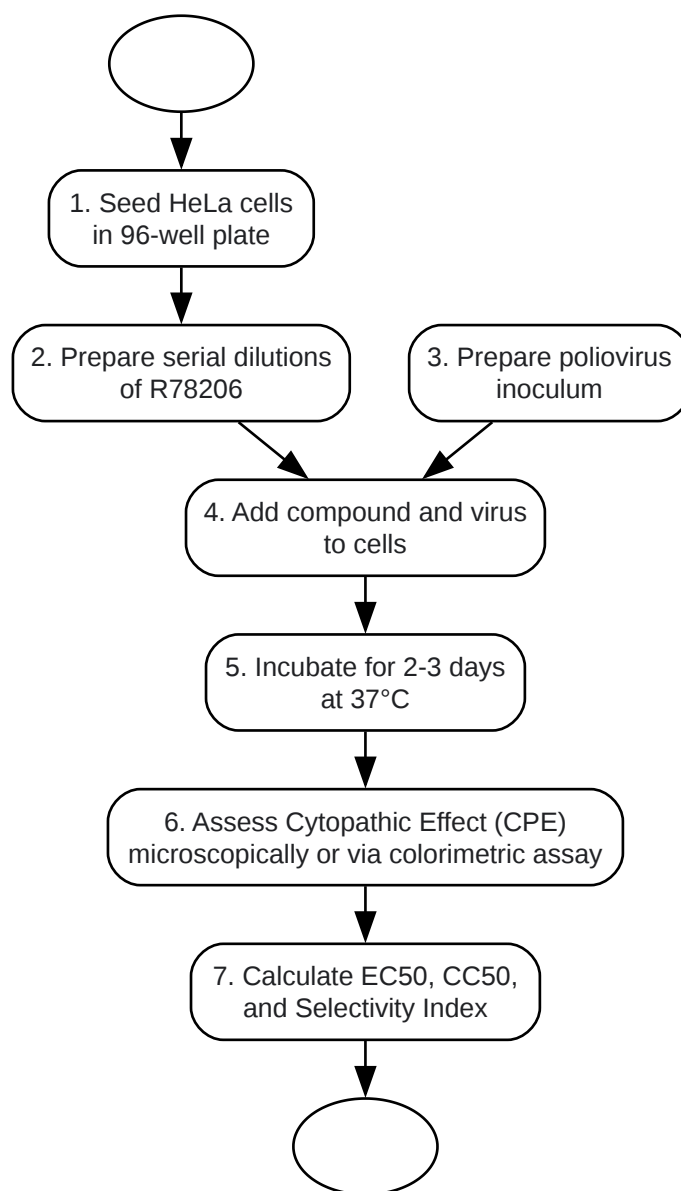 1. Seed HeLa cells
in 96-well plate
2. Prepare serial dilutions
of R78206
3. Prepare poliovirus
inoculum
4. Add compound and virus
to cells
5. Incubate for 2-3 days
at 37°C
6. Assess Cytopathic Effect (CPE)
microscopically or via colorimetric assay
7. Calculate EC50, CC50,
and Selectivity Index